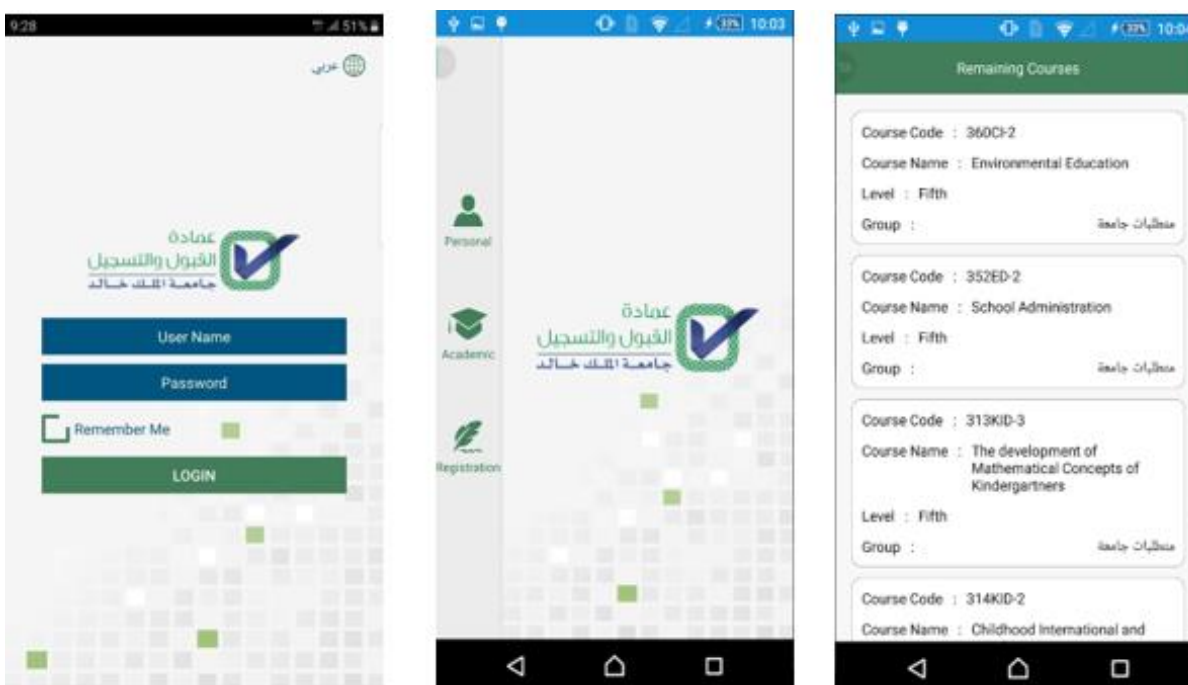 9:28
51%
عربي
عمادة
القبول والتسجيل
جامعة الملك خالد
User Name
Password
Remember Me
LOGIN
33% 10:03
Personal
Academic
Registration
عمادة
القبول والتسجيل
جامعة الملك خالد
33% 10:04
Remaining Courses
Course Code : 360CI-2
Course Name : Environmental Education
Level : Fifth
Group : متطلبات جامعة
Course Code : 352ED-2
Course Name : School Administration
Level : Fifth
Group : متطلبات جامعة
Course Code : 313KID-3
Course Name : The development of
Mathematical Concepts of
Kindergartners
Level : Fifth
Group : متطلبات جامعة
Course Code : 314KID-2
Course Name : Childhood International and